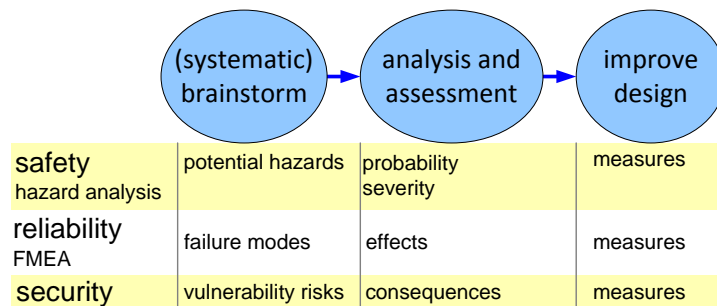 (systematic)
brainstorm
analysis and
assessment
improve
design
safety
hazard analysis
potential hazards
probability
severity
measures
reliability
FMEA
failure modes
effects
measures
security
vulnerability risks
consequences
measures